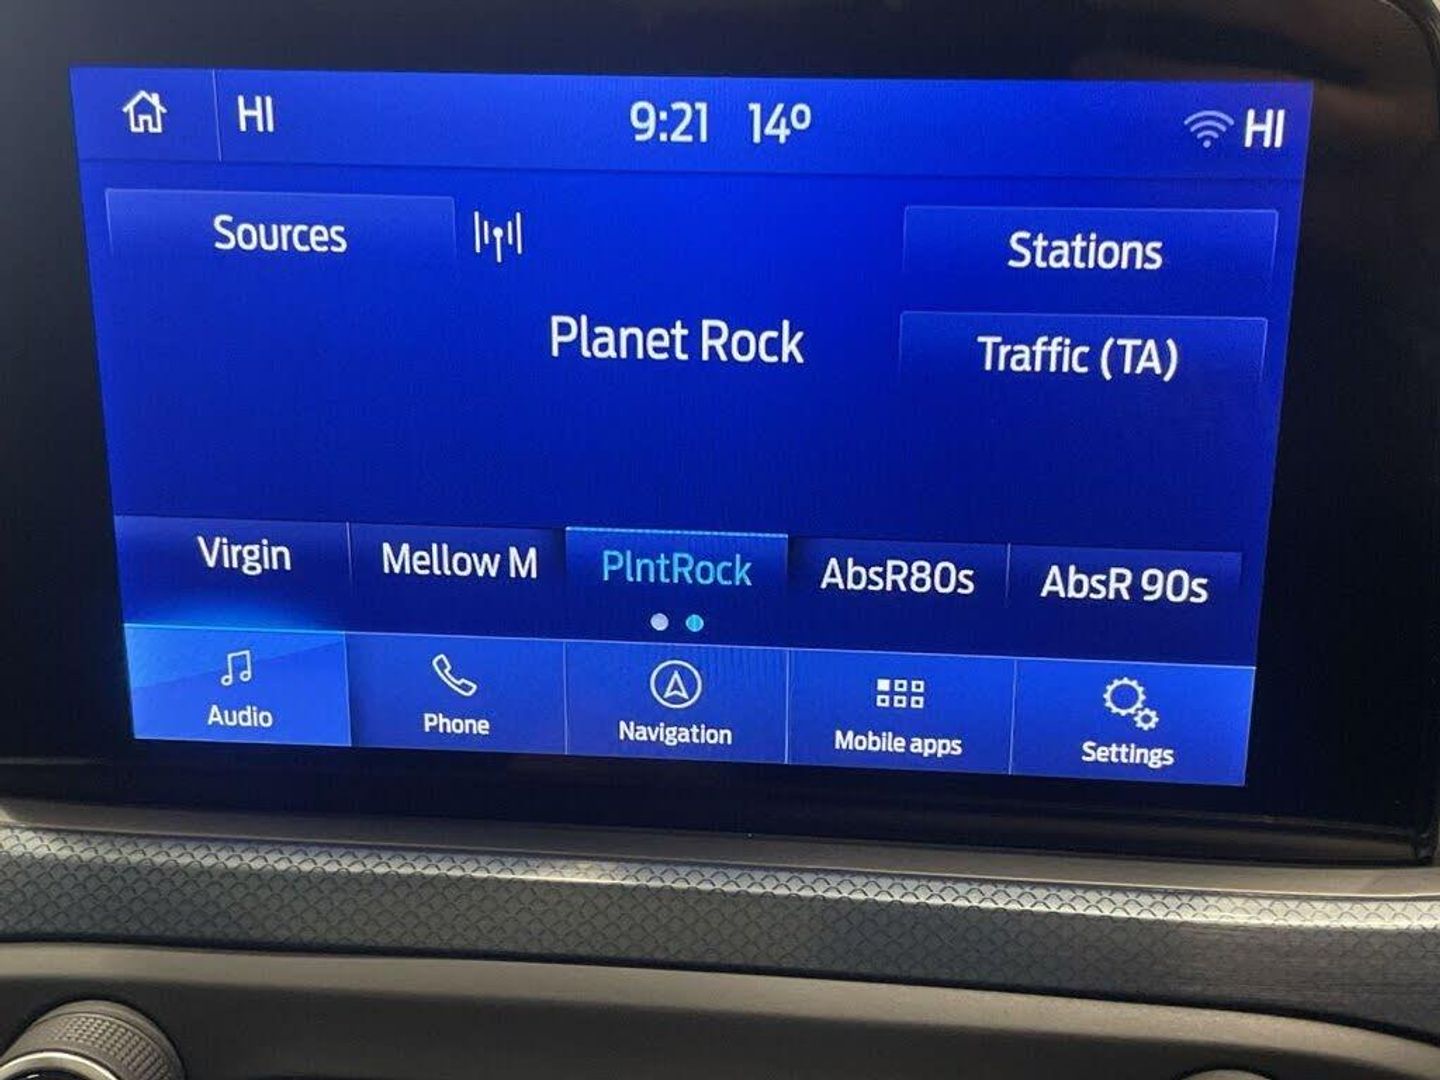 HI 9:21 14º HI
Sources
Stations
Planet Rock
Traffic (TA)
Virgin Mellow M PlntRock AbsR80s AbsR 90s
Audio Phone Navigation Mobile apps Settings